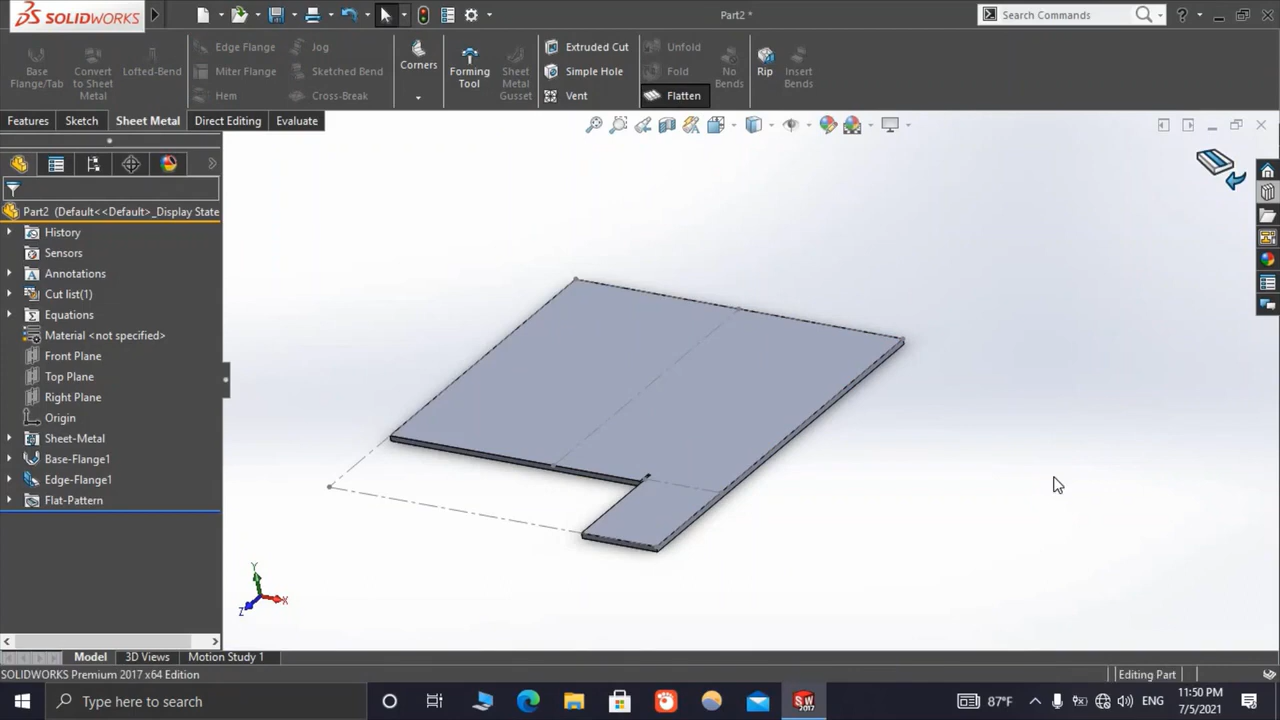 SOLIDWORKS
Part2 *
Search Commands
Base Flange/Tab
Convert to Sheet Metal
Lofted-Bend
Edge Flange
Miter Flange
Hem
Jog
Sketched Bend
Cross-Break
Corners
Forming Tool
Sheet Metal Gusset
Extruded Cut
Simple Hole
Vent
Unfold
Fold
Flatten
No Bends
Rip
Insert Bends
Features
Sketch
Sheet Metal
Direct Editing
Evaluate
Part2 (Default<<Default>_Display State
History
Sensors
Annotations
Cut list(1)
Equations
Material <not specified>
Front Plane
Top Plane
Right Plane
Origin
Sheet-Metal
Base-Flange1
Edge-Flange1
Flat-Pattern
Y
X
Z
Model
3D Views
Motion Study 1
SOLIDWORKS Premium 2017 x64 Edition
Editing Part
Type here to search
SW
2017
87°F
ENG
11:50 PM
7/5/2021